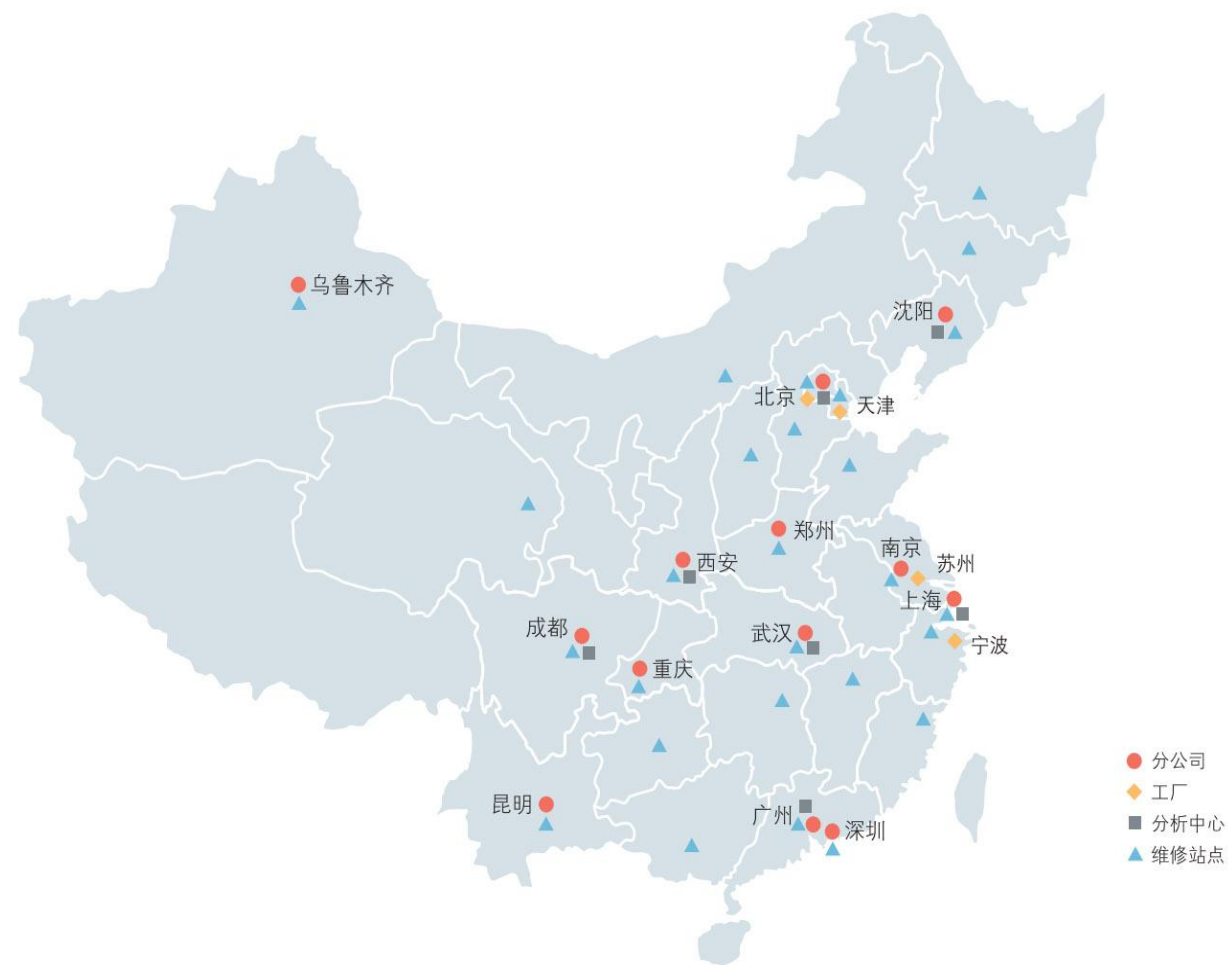 乌鲁木齐
沈阳
北京
天津
郑州
南京
苏州
西安
上海
成都
武汉
宁波
重庆
昆明
广州
深圳
分公司
工厂
分析中心
维修站点